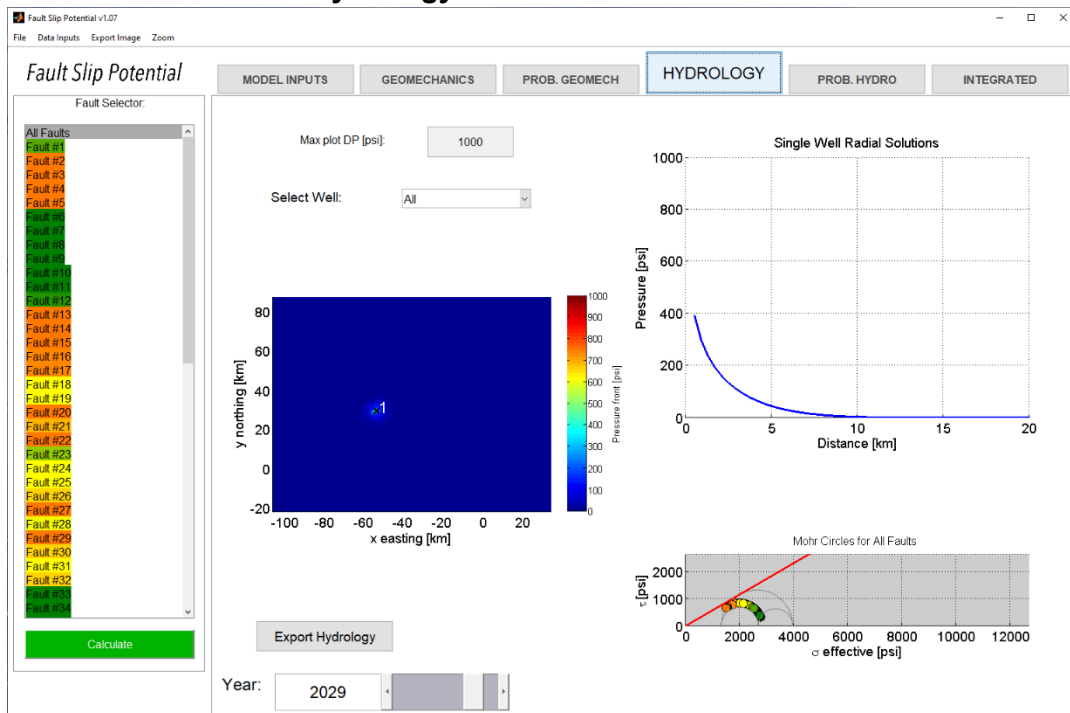 Fault Slip Potential v1.07
File Data Inputs Export Image Zoom
Fault Slip Potential
MODEL INPUTS GEOMECHANICS PROB. GEOMECH HYDROLOGY PROB. HYDRO INTEGRATED
Fault Selector:
All Faults
Fault #1
Fault #2
Fault #3
Fault #4
Fault #5
Fault #6
Fault #7
Fault #8
Fault #9
Fault #10
Fault #11
Fault #12
Fault #13
Fault #14
Fault #15
Fault #16
Fault #17
Fault #18
Fault #19
Fault #20
Fault #21
Fault #22
Fault #23
Fault #24
Fault #25
Fault #26
Fault #27
Fault #28
Fault #29
Fault #30
Fault #31
Fault #32
Fault #33
Fault #34
Calculate
Max plot DP [psi]: 1000
Select Well: All
80
60
40
20
0
-20
y northing [km]
1
-100 -80 -60 -40 -20 0 20
x easting [km]
1000
900
800
700
600
500
400
300
200
100
0
Pressure front [psi]
Export Hydrology
Year: 2029
Single Well Radial Solutions
1000
800
600
400
200
0
Pressure [psi]
0 5 10 15 20
Distance [km]
Mohr Circles for All Faults
2000
1000
0
τ [psi]
0 2000 4000 6000 8000 10000 12000
σ effective [psi]